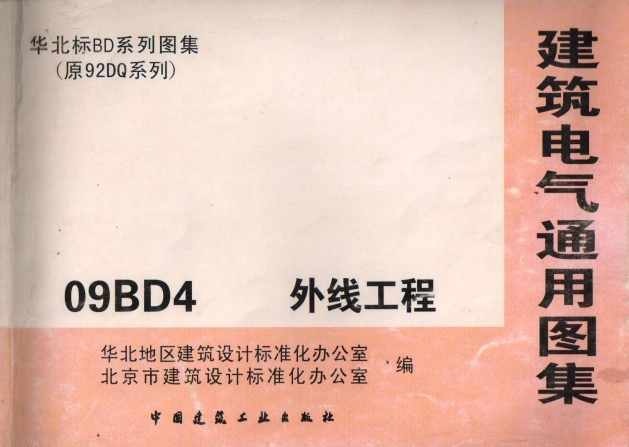 华北标BD系列图集
(原92DQ系列)
建筑电气通用图集
09BD4 外线工程
华北地区建筑设计标准化办公室
北京市建筑设计标准化办公室
编
中国建筑工业出版社